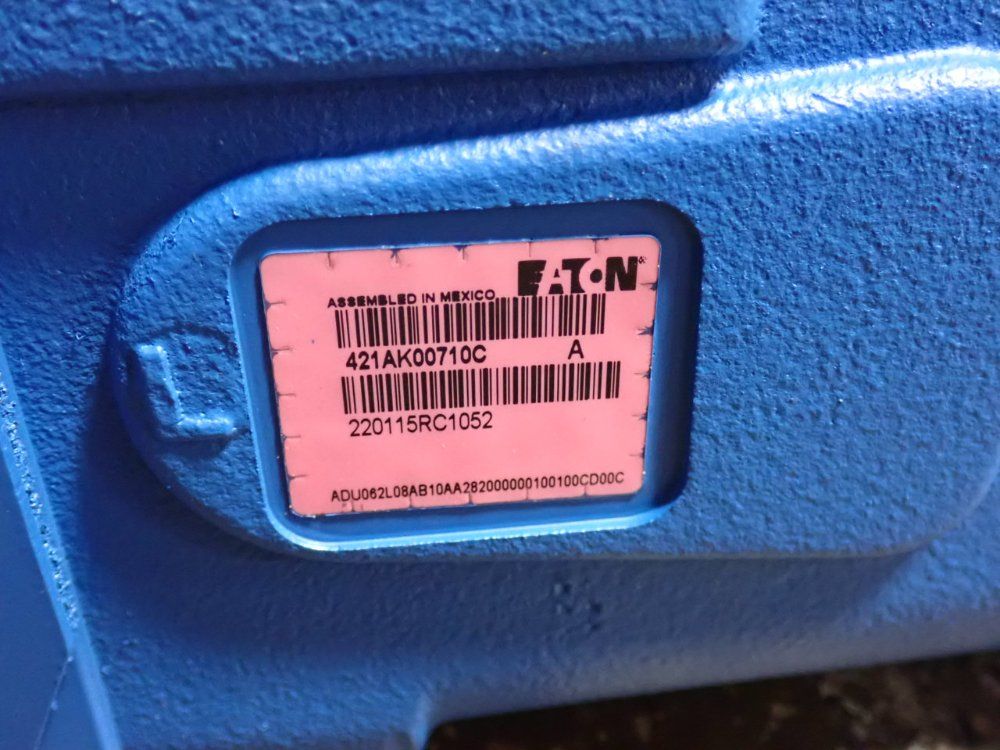 EATON
ASSEMBLED IN MEXICO
421AK00710C A
220115RC1052
ADU062L08AB10AA282000000100100CD00C
L